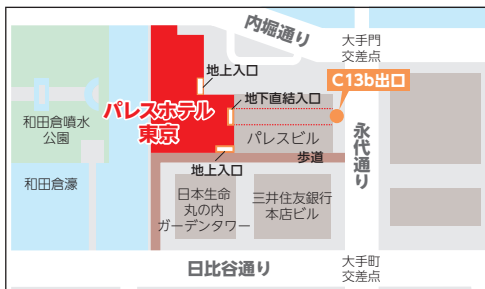 内堀通り
大手門
交差点
地上入口
C13b出口
地下直結入口
パレスホテル
東京
和田倉噴水
公園
パレスビル
永代通り
歩道
地上入口
和田倉濠
日本生命
丸の内
ガーデンタワー
三井住友銀行
本店ビル
日比谷通り
大手町
交差点